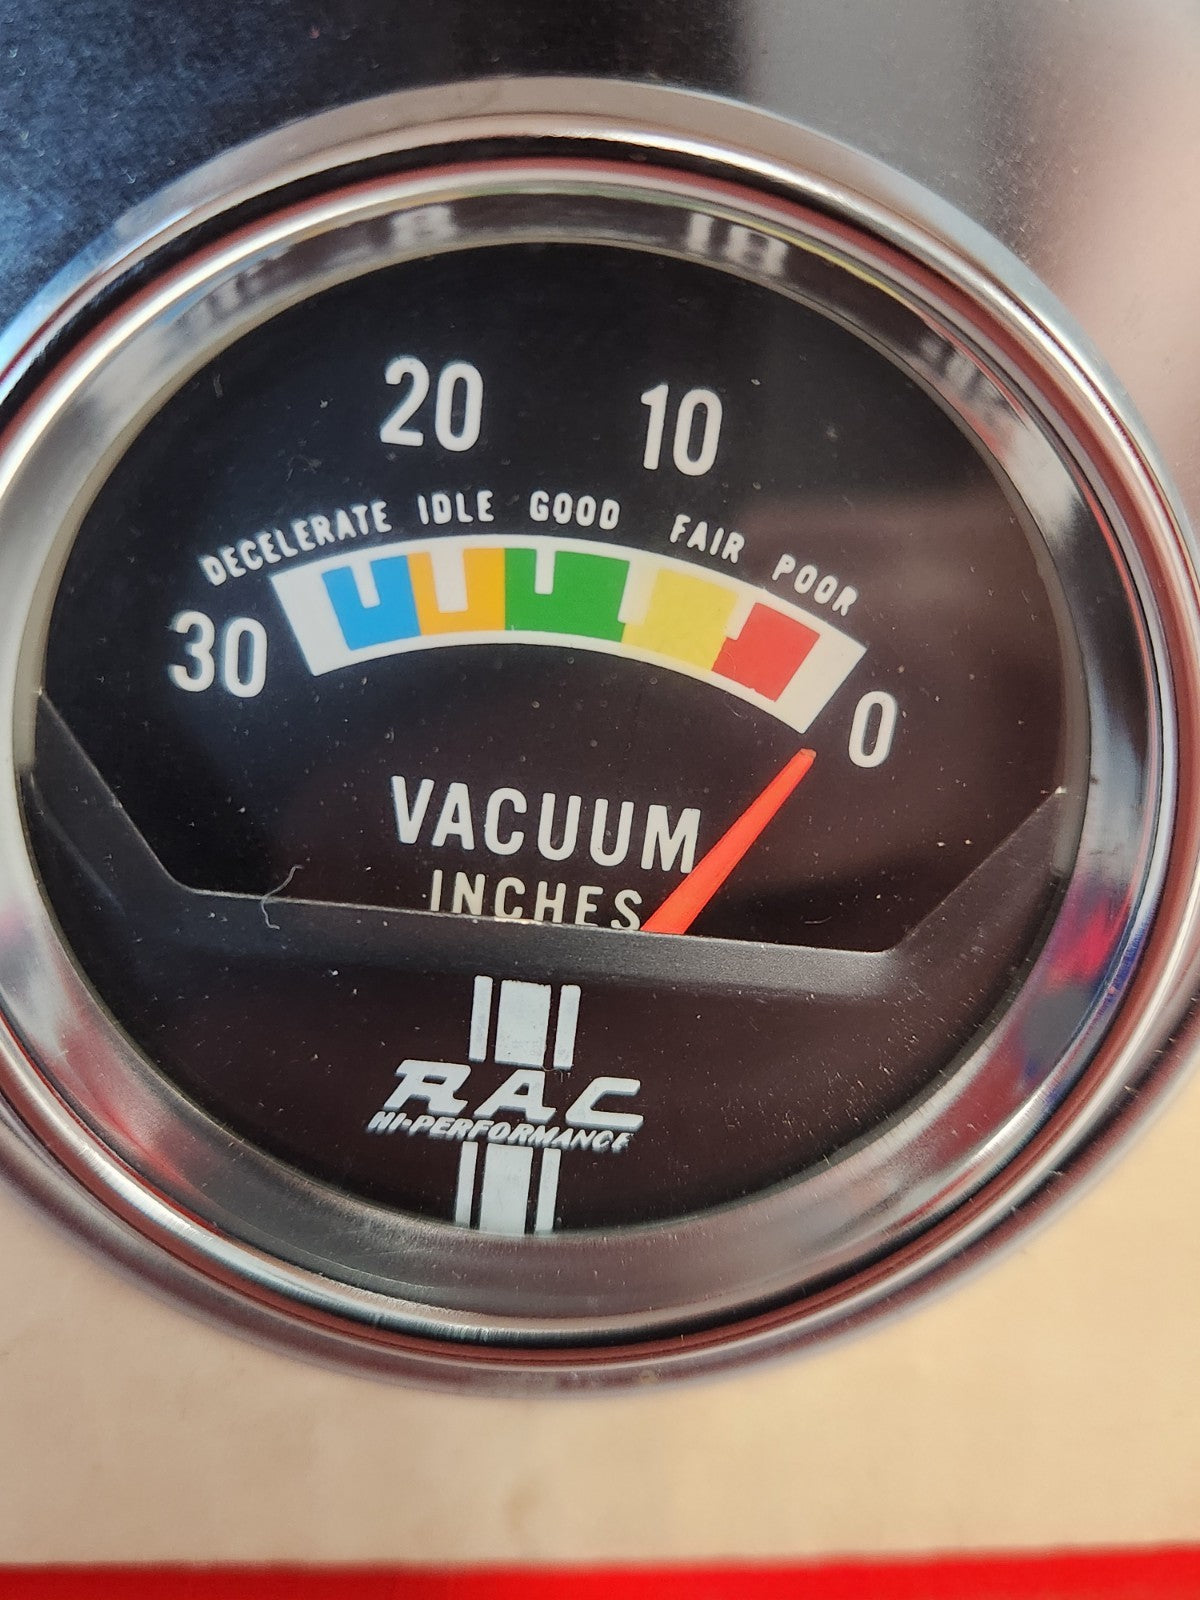 20 10
DECELERATE IDLE GOOD FAIR POOR
30 0
VACUUM
INCHES
RAC
HI-PERFORMANCE